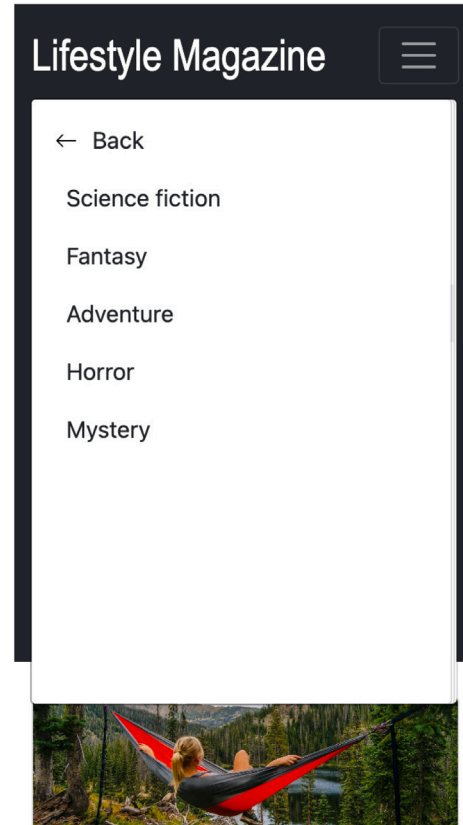 Lifestyle Magazine
← Back
Science fiction
Fantasy
Adventure
Horror
Mystery